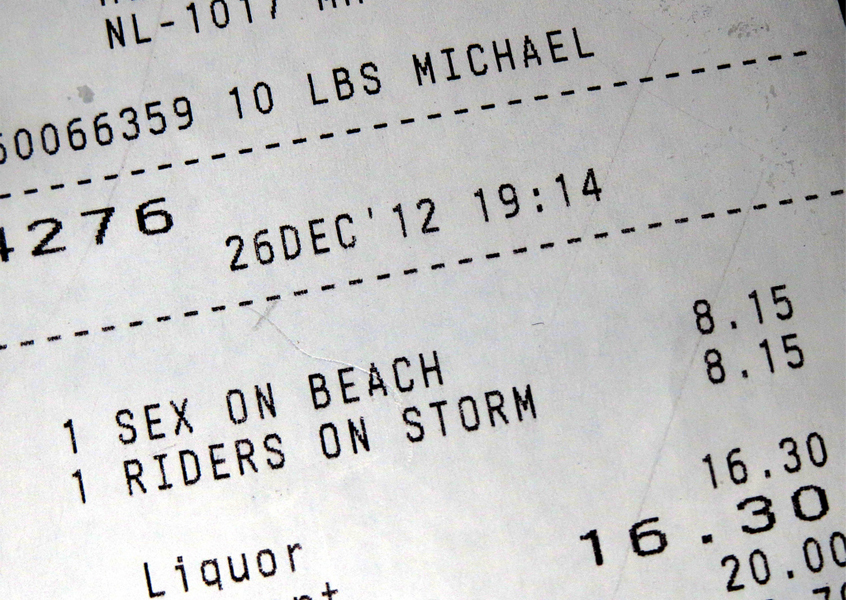 NL-1017
60066359 10 LBS MICHAEL
4276 26DEC'12 19:14
1 SEX ON BEACH 8.15
1 RIDERS ON STORM 8.15
Liquor 16.30
16.30
20.00